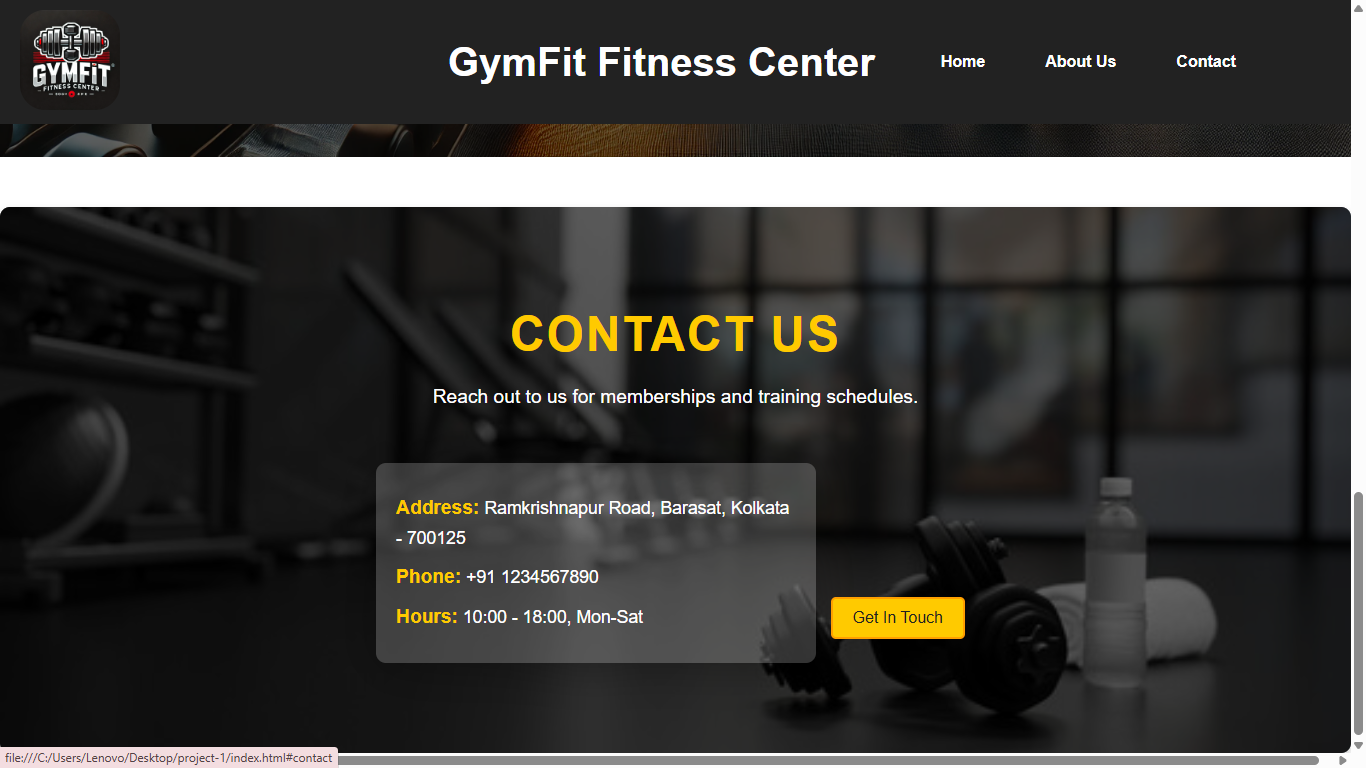 GYMFIT
FITNESS CENTER
GymFit Fitness Center
Home
About Us
Contact
CONTACT US
Reach out to us for memberships and training schedules.
Address: Ramkrishnapur Road, Barasat, Kolkata
- 700125
Phone: +91 1234567890
Hours: 10:00 - 18:00, Mon-Sat
Get In Touch
file:///C:/Users/Lenovo/Desktop/project-1/index.html#contact